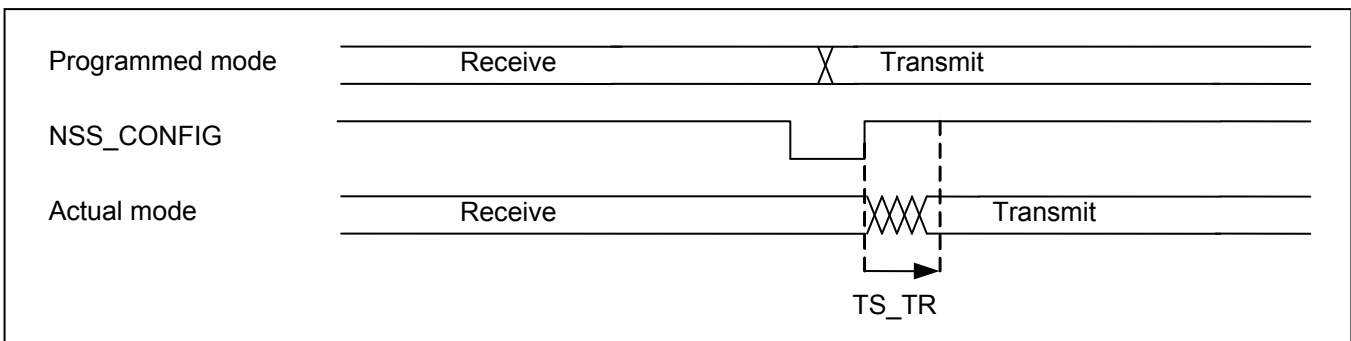 Programmed mode Receive Transmit
NSS_CONFIG
Actual mode Receive Transmit
TS_TR